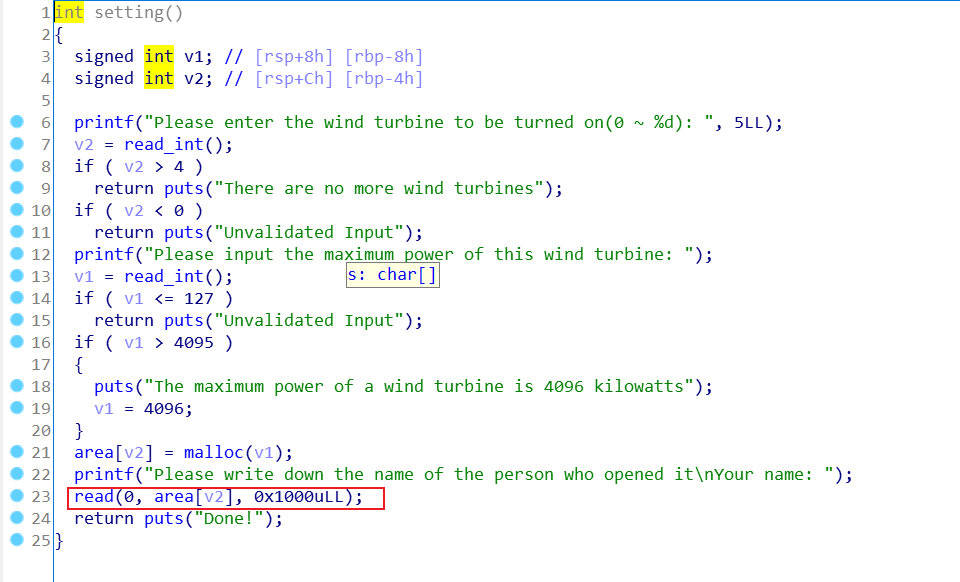 1 int setting()
2 {
3   signed int v1; // [rsp+8h] [rbp-8h]
4   signed int v2; // [rsp+Ch] [rbp-4h]
5
6   printf("Please enter the wind turbine to be turned on(0 ~ %d): ", 5LL);
7   v2 = read_int();
8   if ( v2 > 4 )
9     return puts("There are no more wind turbines");
10   if ( v2 < 0 )
11     return puts("Unvalidated Input");
12   printf("Please input the maximum power of this wind turbine: ");
13   v1 = read_int();
s: char[]
14   if ( v1 <= 127 )
15     return puts("Unvalidated Input");
16   if ( v1 > 4095 )
17   {
18     puts("The maximum power of a wind turbine is 4096 kilowatts");
19     v1 = 4096;
20   }
21   area[v2] = malloc(v1);
22   printf("Please write down the name of the person who opened it\nYour name: ");
23   read(0, area[v2], 0x1000uLL);
24   return puts("Done!");
25 }